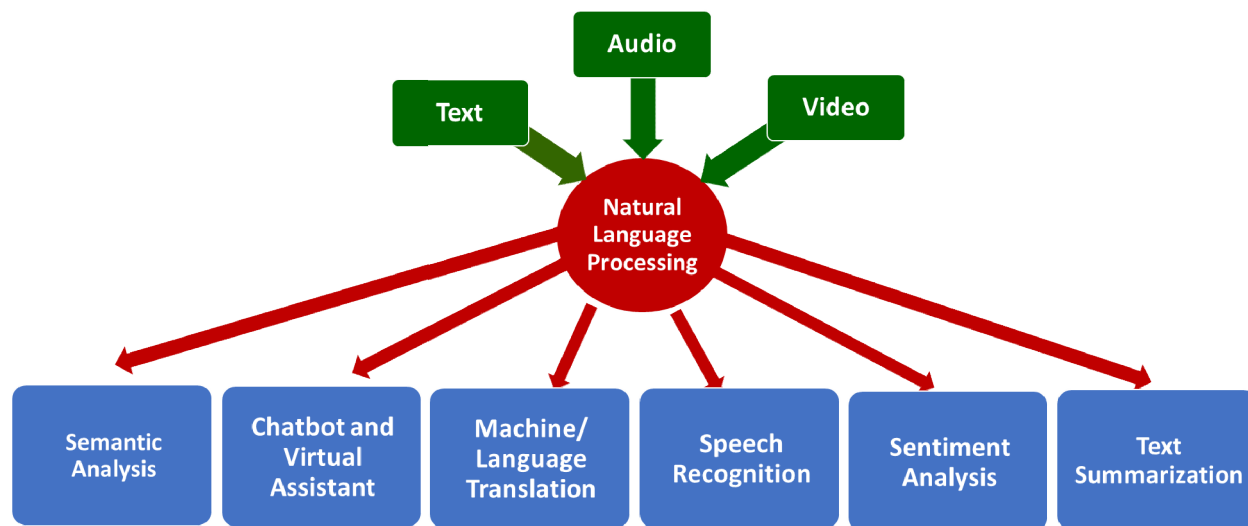 Audio
Text
Video
Natural
Language
Processing
Semantic
Analysis
Chatbot and
Virtual
Assistant
Machine/
Language
Translation
Speech
Recognition
Sentiment
Analysis
Text
Summarization